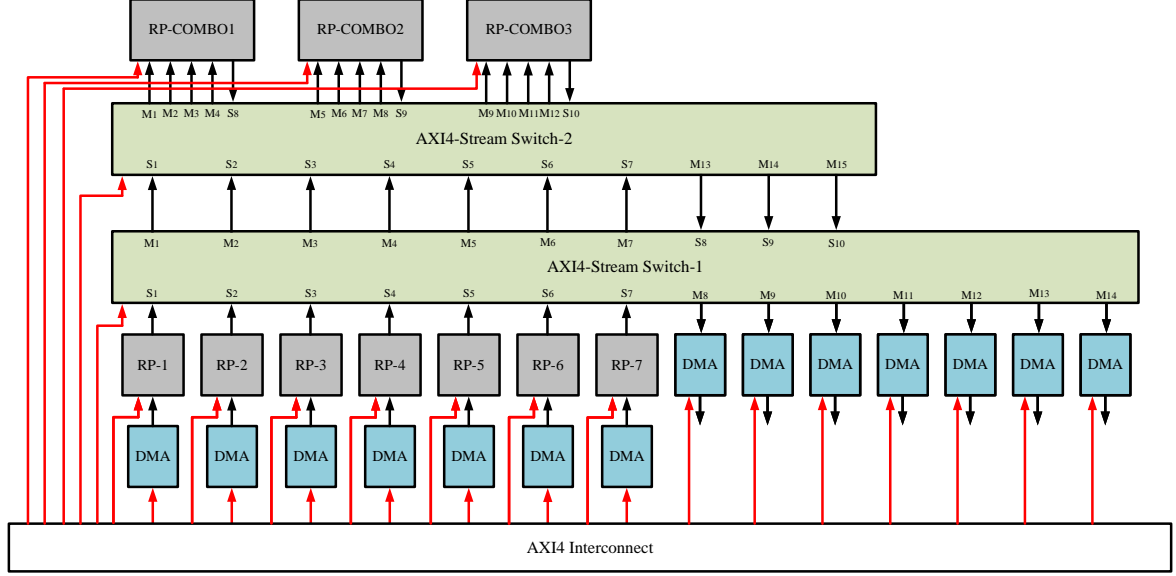 RP-COMBO1 RP-COMBO2 RP-COMBO3
M1 M2 M3 M4 S8 M5 M6 M7 M8 S9 M9 M10 M11 M12 S10
AXI4-Stream Switch-2
S1 S2 S3 S4 S5 S6 S7 M13 M14 M15
M1 M2 M3 M4 M5 M6 M7 S8 S9 S10
AXI4-Stream Switch-1
S1 S2 S3 S4 S5 S6 S7 M8 M9 M10 M11 M12 M13 M14
RP-1 RP-2 RP-3 RP-4 RP-5 RP-6 RP-7 DMA DMA DMA DMA DMA DMA DMA
DMA DMA DMA DMA DMA DMA DMA
AXI4 Interconnect